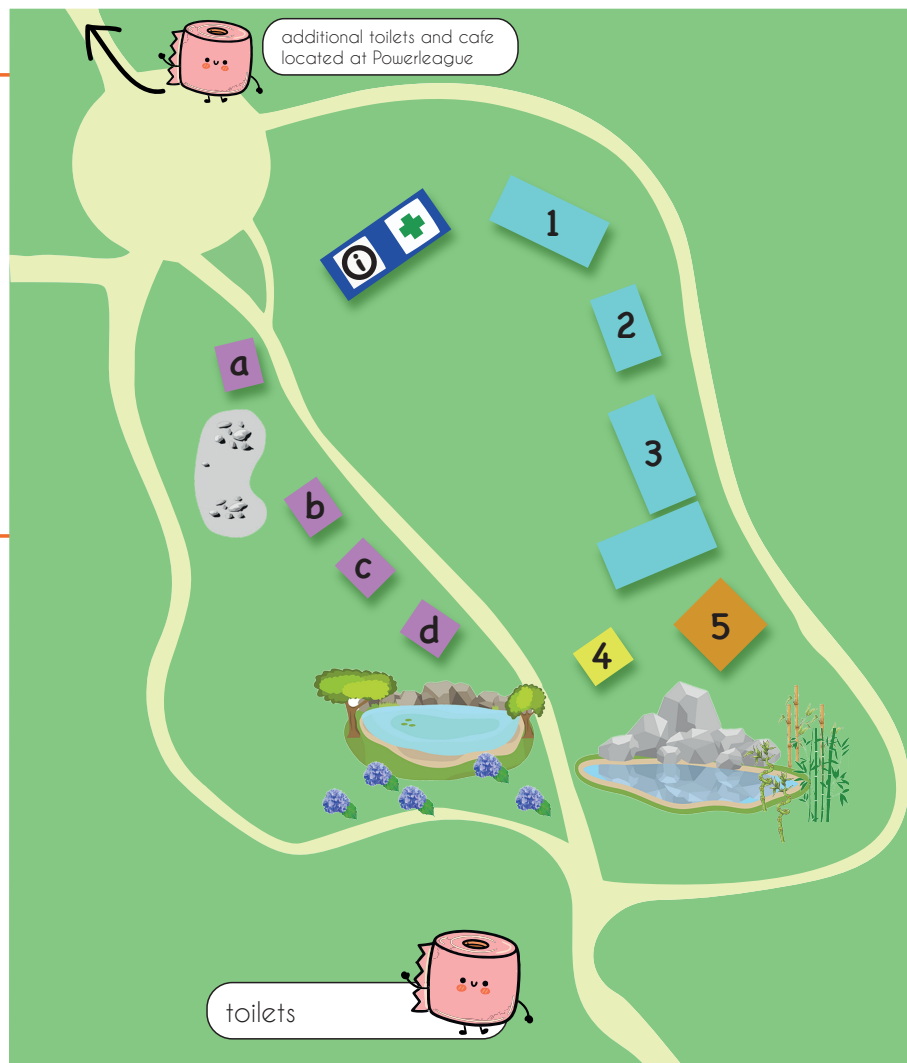 additional toilets and cafe
located at Powerleague
i
1
2
a
3
b
c
5
d
4
toilets